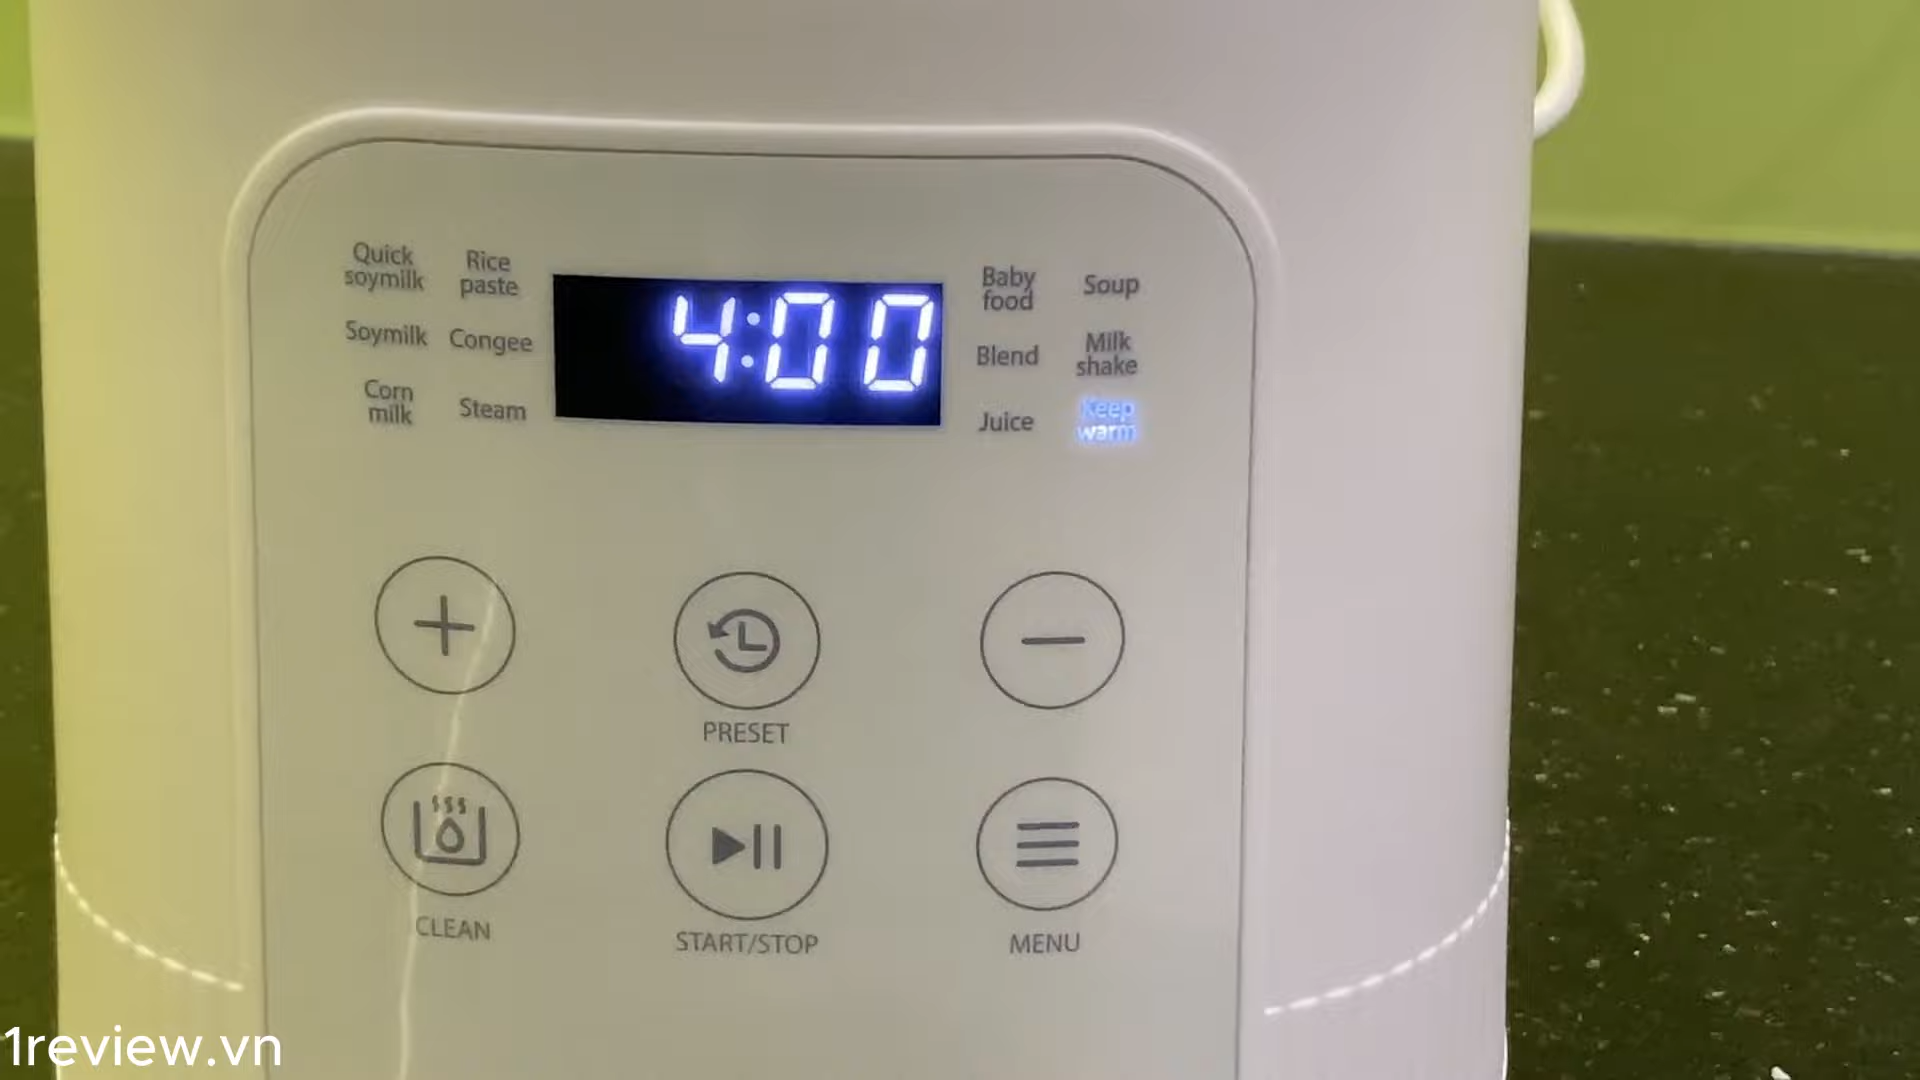 Quick
soymilk
Rice
paste
Soymilk
Congee
Corn
milk
Steam
4:00
Baby
food
Soup
Blend
Milk
shake
Juice
Keep
warm
PRESET
CLEAN
START/STOP
MENU
1review.vn